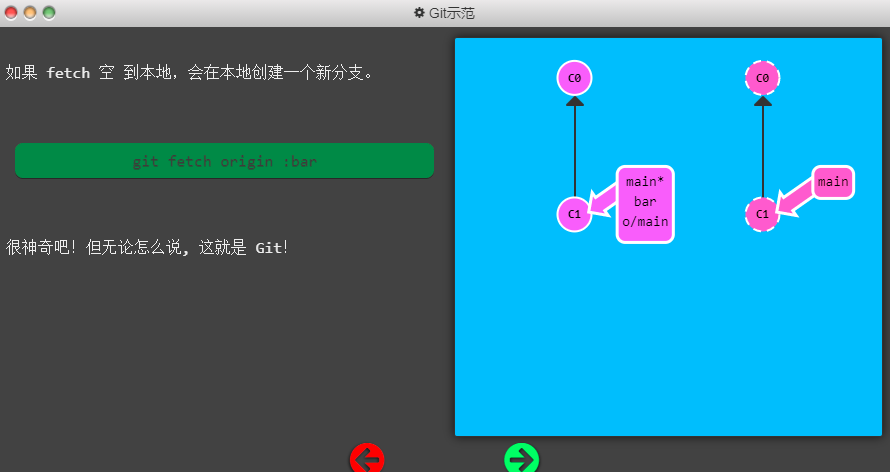 Git示范
如果 fetch 空 到本地，会在本地创建一个新分支。
git fetch origin :bar
很神奇吧！但无论怎么说, 这就是 Git！
C0
C1
main*
bar
o/main
C0
C1
main